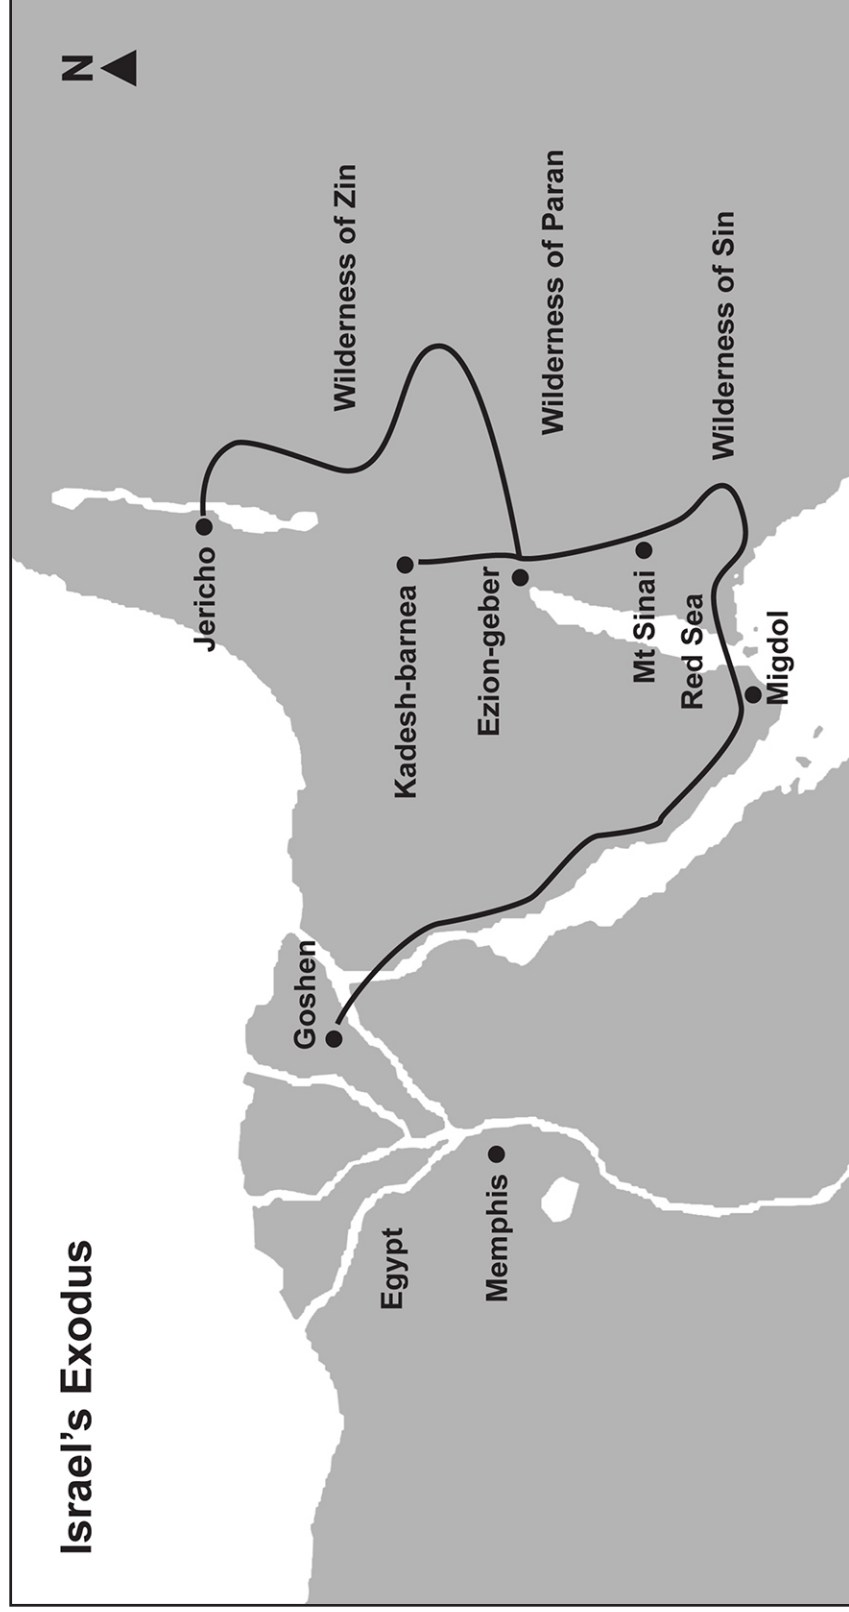 Israel's Exodus
N
Jericho
Goshen
Wilderness of Zin
Egypt
Kadesh-barnea
Memphis
Ezion-geber
Wilderness of Paran
Mt Sinai
Red Sea
Wilderness of Sin
Migdol